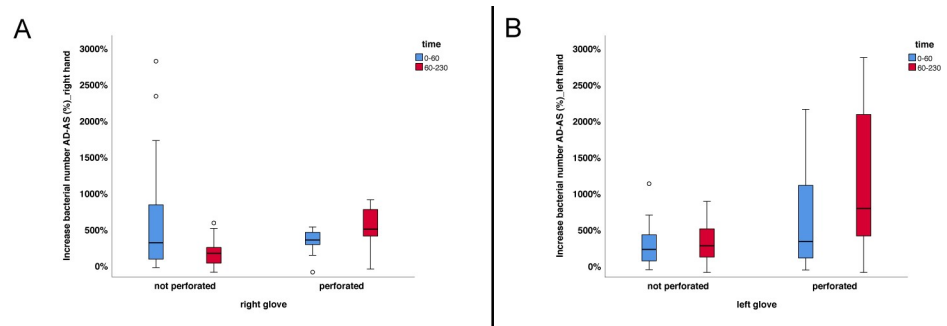 A
Increase bacterial number AD-AS (%)_right hand
3000%
2500%
2000%
1500%
1000%
500%
0%
not perforated
perforated
right glove
time
0-60
60-230
B
Increase bacterial number AD-AS (%)_left hand
3000%
2500%
2000%
1500%
1000%
500%
0%
not perforated
perforated
left glove
time
0-60
60-230